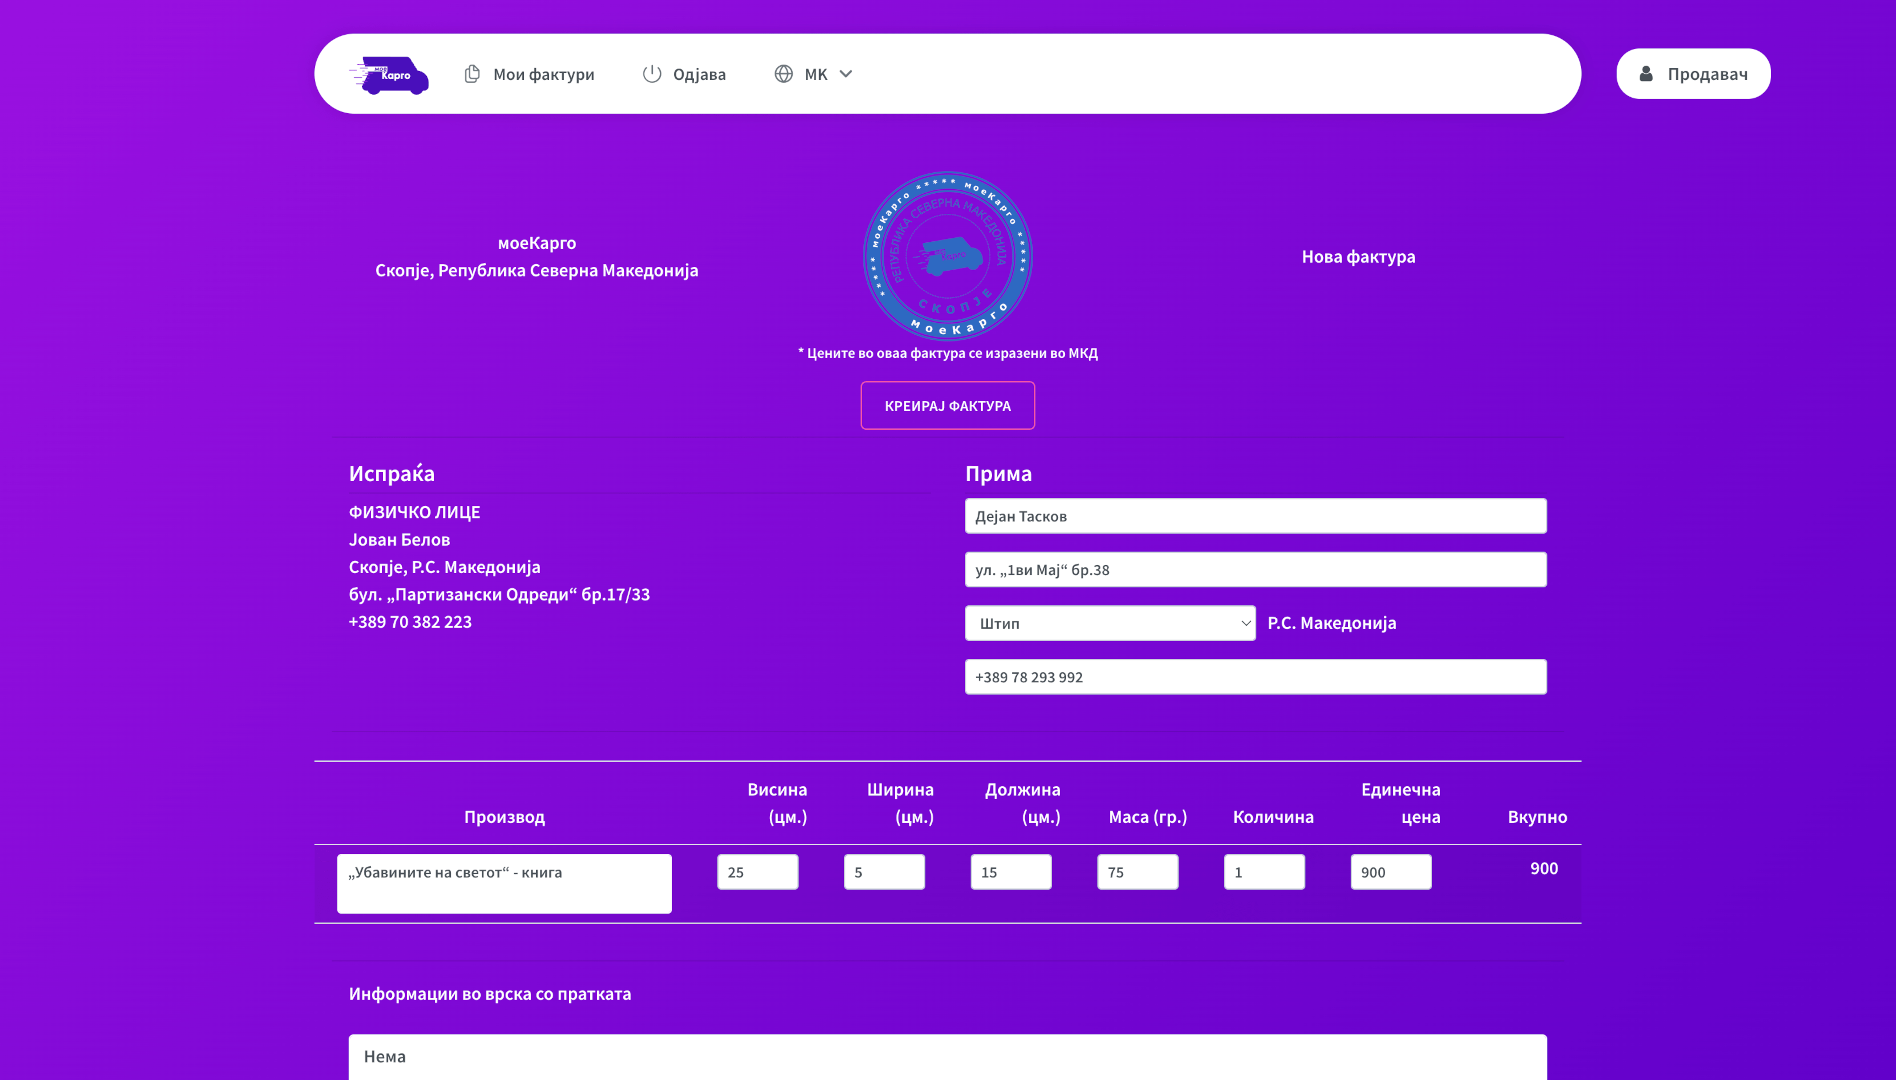 мое
Карго
Мои фактури
Одјава
МК
Продавач
моеКарго
Скопје, Република Северна Македонија
***** моеКарго ***** моеКарго *****
РЕПУБЛИКА СЕВЕРНА МАКЕДОНИЈА
Карго
СКОПЈЕ
моеКарго
Нова фактура
* Цените во оваа фактура се изразени во МКД
КРЕИРАЈ ФАКТУРА
Испраќа
ФИЗИЧКО ЛИЦЕ
Јован Белов
Скопје, Р.С. Македонија
бул. „Партизански Одреди“ бр.17/33
+389 70 382 223
Прима
Дејан Тасков
ул. „1ви Мај“ бр.38
Штип
Р.С. Македонија
+389 78 293 992
Производ
Висина (цм.)
Ширина (цм.)
Должина (цм.)
Маса (гр.)
Количина
Единечна цена
Вкупно
„Убавините на светот“ - книга
25
5
15
75
1
900
900
Информации во врска со пратката
Нема